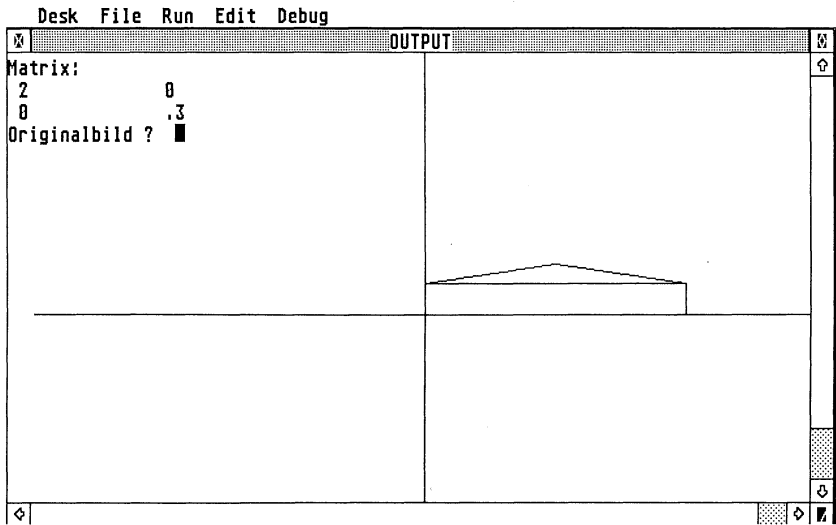 Desk File Run Edit Debug
OUTPUT
Matrix:
2 0
0 .3
Originalbild ?